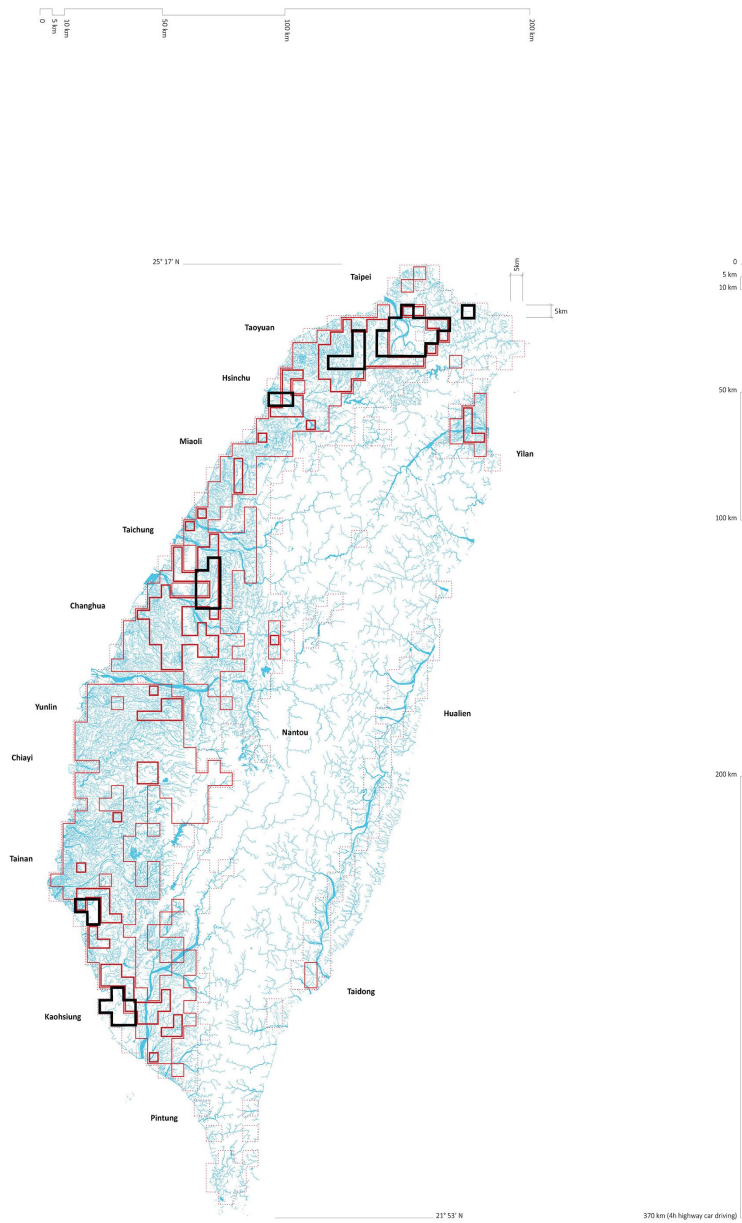 0
5 km
10 km
50 km
100 km
200 km
25° 17' N
Taipei
5km
0
5 km
10 km
5km
Taoyuan
Hsinchu
50 km
Miaoli
Yilan
100 km
Taichung
Changhua
Yunlin
Hualien
Nantou
Chiayi
200 km
Tainan
Taidong
Kaohsiung
Pintung
21° 53' N
370 km (4h highway car driving)